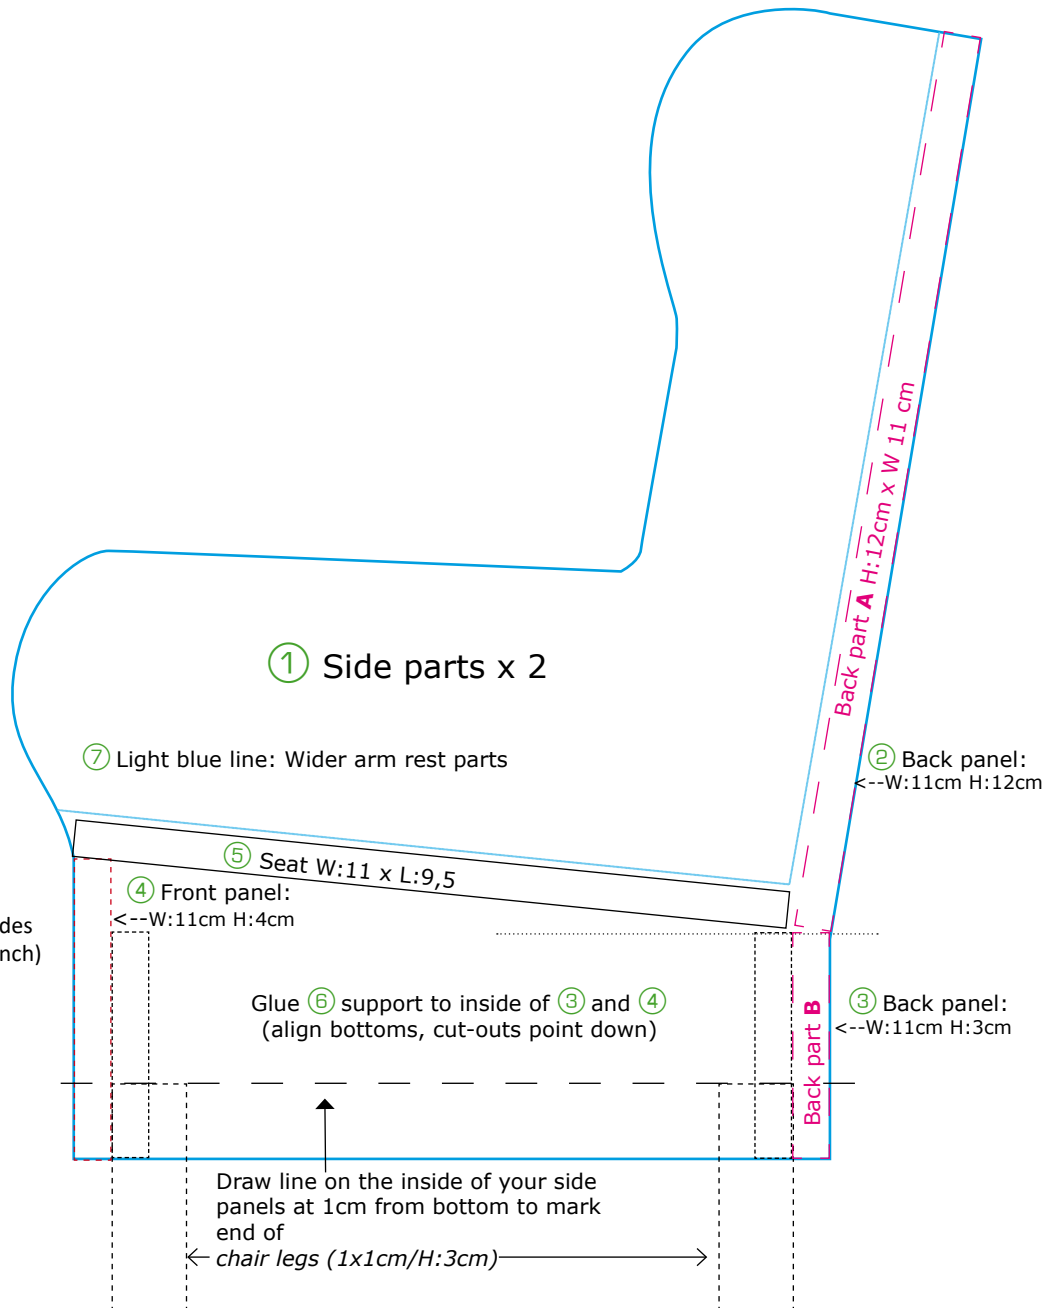 Back part A H:12cm x W 11 cm
① Side parts x 2
⑦ Light blue line: Wider arm rest parts
② Back panel:
<--W:11cm H:12cm
⑤ Seat W:11 x L:9,5
④ Front panel:
<--W:11cm H:4cm
des
nch)
Glue ⑥ support to inside of ③ and ④
(align bottoms, cut-outs point down)
③ Back panel:
<--W:11cm H:3cm
Back part B
Draw line on the inside of your side
panels at 1cm from bottom to mark
end of
chair legs (1x1cm/H:3cm)